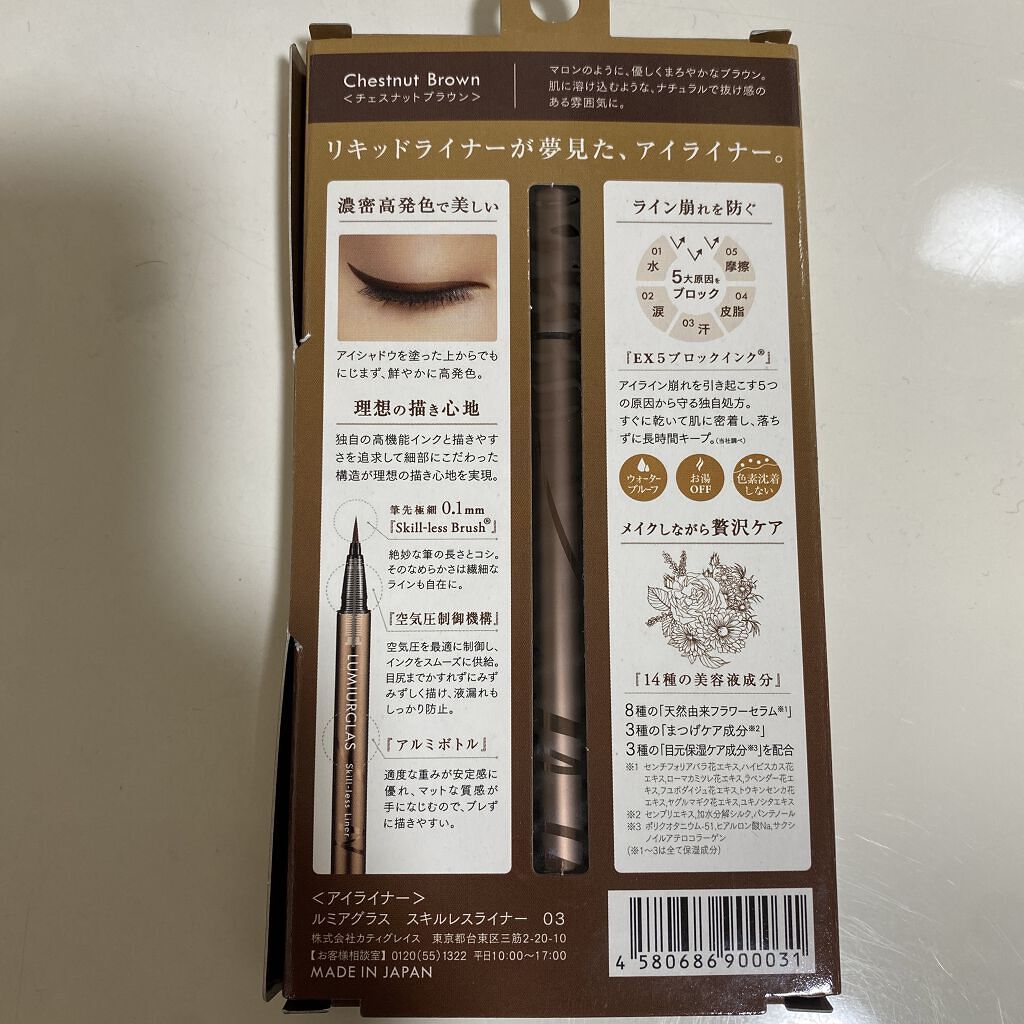 Chestnut Brown
＜チェスナットブラウン＞
マロンのように、優しくまろやかなブラウン。
肌に溶け込むような、ナチュラルで抜け感の
ある雰囲気に。
リキッドライナーが夢見た、アイライナー。
濃密高発色で美しい
アイシャドウを塗った上からでも
にじまず、鮮やかに高発色。
理想の描き心地
独自の高機能インクと描きやす
さを追求して細部にこだわった
構造が理想の描き心地を実現。
筆先極細 0.1mm
『Skill-less Brush®』
絶妙な筆の長さとコシ。
そのなめらかさは繊細な
ラインも自在に。
『空気圧制御機構』
空気圧を最適に制御し、
インクをスムーズに供給。
目尻までかすれずにみず
みずしく描け、液漏れも
しっかり防止。
『アルミボトル』
適度な重みが安定感に
優れ、マットな質感が
手になじむので、ブレず
に描きやすい。
LUMIURGLAS Skill-less Liner
ライン崩れを防ぐ
01
水
02
涙
03 汗
04
皮脂
05
摩擦
5大原因を
ブロック
『EX5ブロックインク®』
アイライン崩れを引き起こす5つ
の原因から守る独自処方。
すぐに乾いて肌に密着し、落ち
ずに長時間キープ。(当社調べ)
ウォーター
プルーフ
お湯
OFF
色素沈着
しない
メイクしながら贅沢ケア
『14種の美容液成分』
8種の「天然由来フラワーセラム※1」
3種の「まつげケア成分※2」
3種の「目元保湿ケア成分※3」を配合
※1 センチフォリアバラ花エキス,ハイビスカス花
エキス,ローマカミツレ花エキス,ラベンダー花エ
キス,フユボダイジュ花エキス,トウキンセンカ花
エキス,ヤグルマギク花エキス,ユキノシタエキス
※2 センブリエキス,加水分解シルク,パンテノール
※3 ポリクオタニウム-51,ヒアルロン酸Na,サクシ
ノイルアテロコラーゲン
(※1〜3は全て保湿成分)
＜アイライナー＞
ルミアグラス スキルレスライナー 03
株式会社カティグレイス 東京都台東区三筋2-20-10
【お客様相談室】0120(55)1322 平日10:00〜17:00
MADE IN JAPAN
4 580686 900031